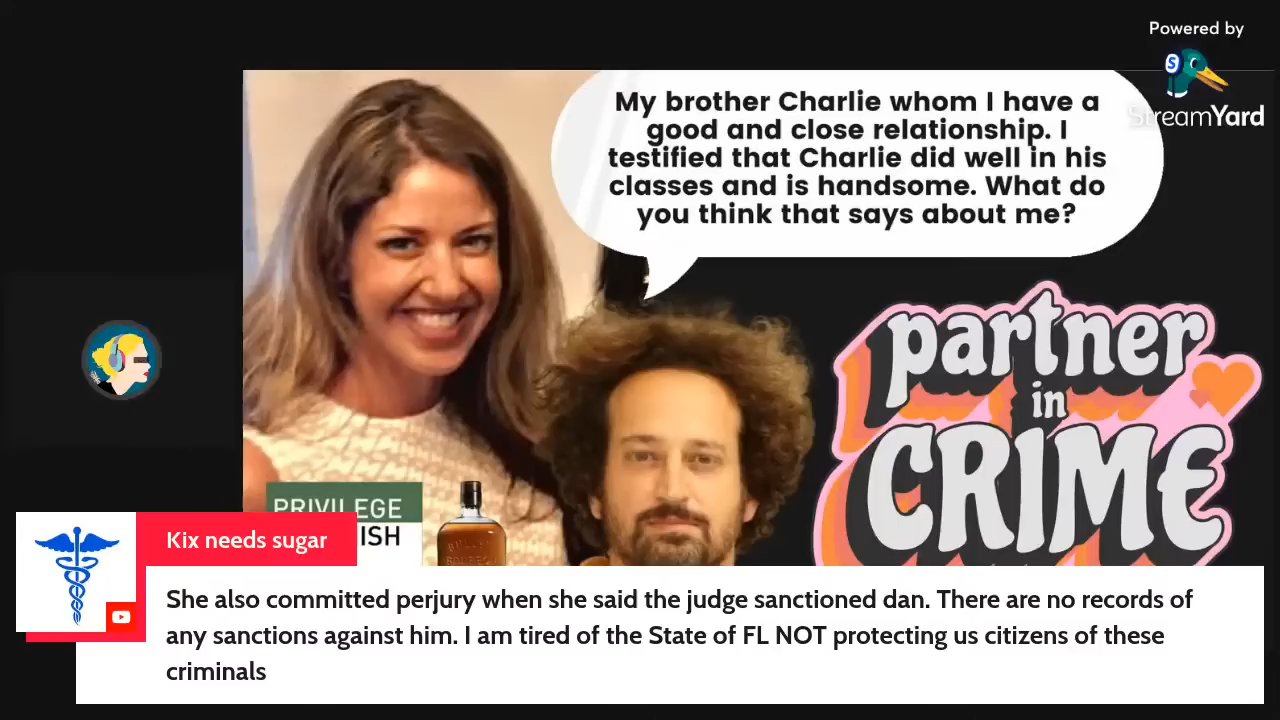 Powered by
StreamYard
My brother Charlie whom I have a
good and close relationship. I
testified that Charlie did well in his
classes and is handsome. What do
you think that says about me?
partner
in
CRIME
PRIVILEGE
ISH
BULLEIT
BOURBON
Kix needs sugar
She also committed perjury when she said the judge sanctioned dan. There are no records of
any sanctions against him. I am tired of the State of FL NOT protecting us citizens of these
criminals